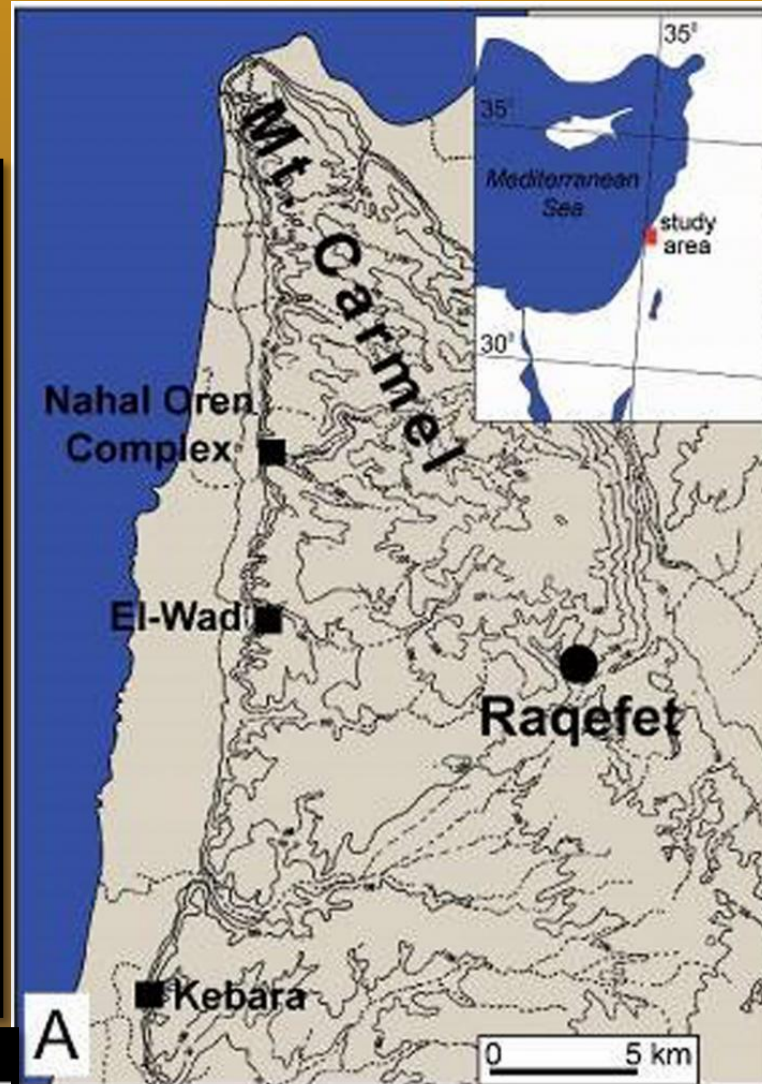 35°
35°
Mediterranean
Sea
study
area
30°
Mt. Carmel
Nahal Oren
Complex
El-Wad
Raqefet
Kebara
A
0 5 km